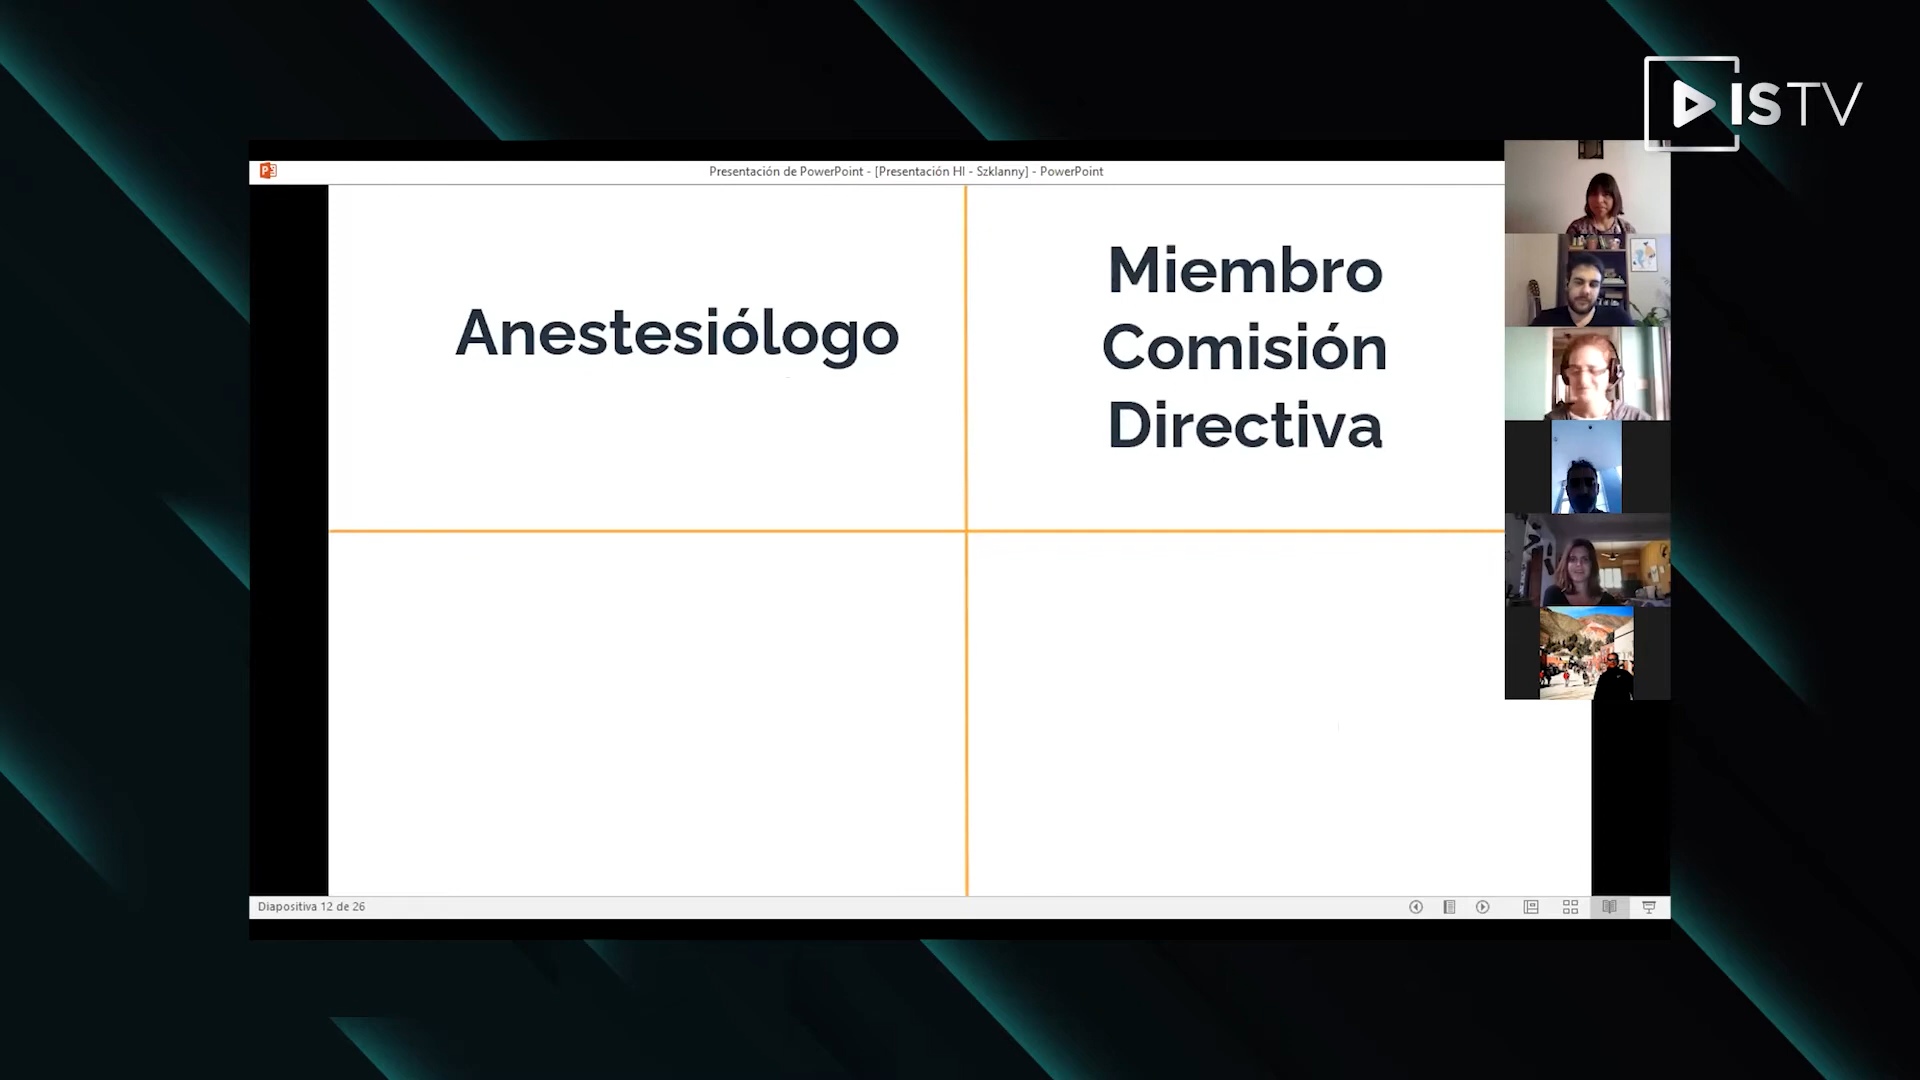 ISTV
Presentación de PowerPoint - [Presentación HI - Szklanny] - PowerPoint
Anestesiólogo
Miembro
Comisión
Directiva
Diapositiva 12 de 26